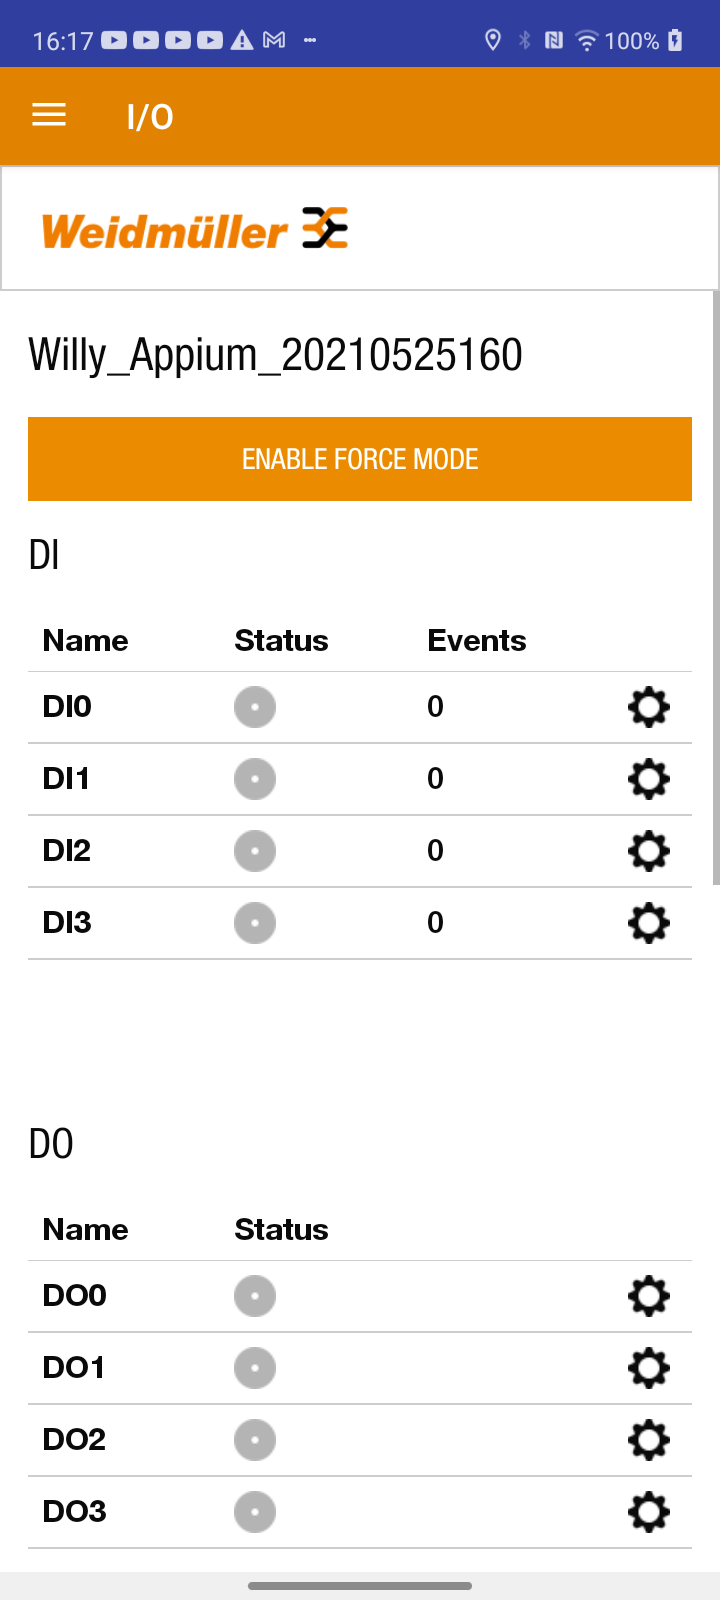 16:17 100%
I/O
Weidmüller
Willy_Appium_20210525160
ENABLE FORCE MODE
DI
Name Status Events
DI0 0
DI1 0
DI2 0
DI3 0
DO
Name Status
DO0
DO1
DO2
DO3